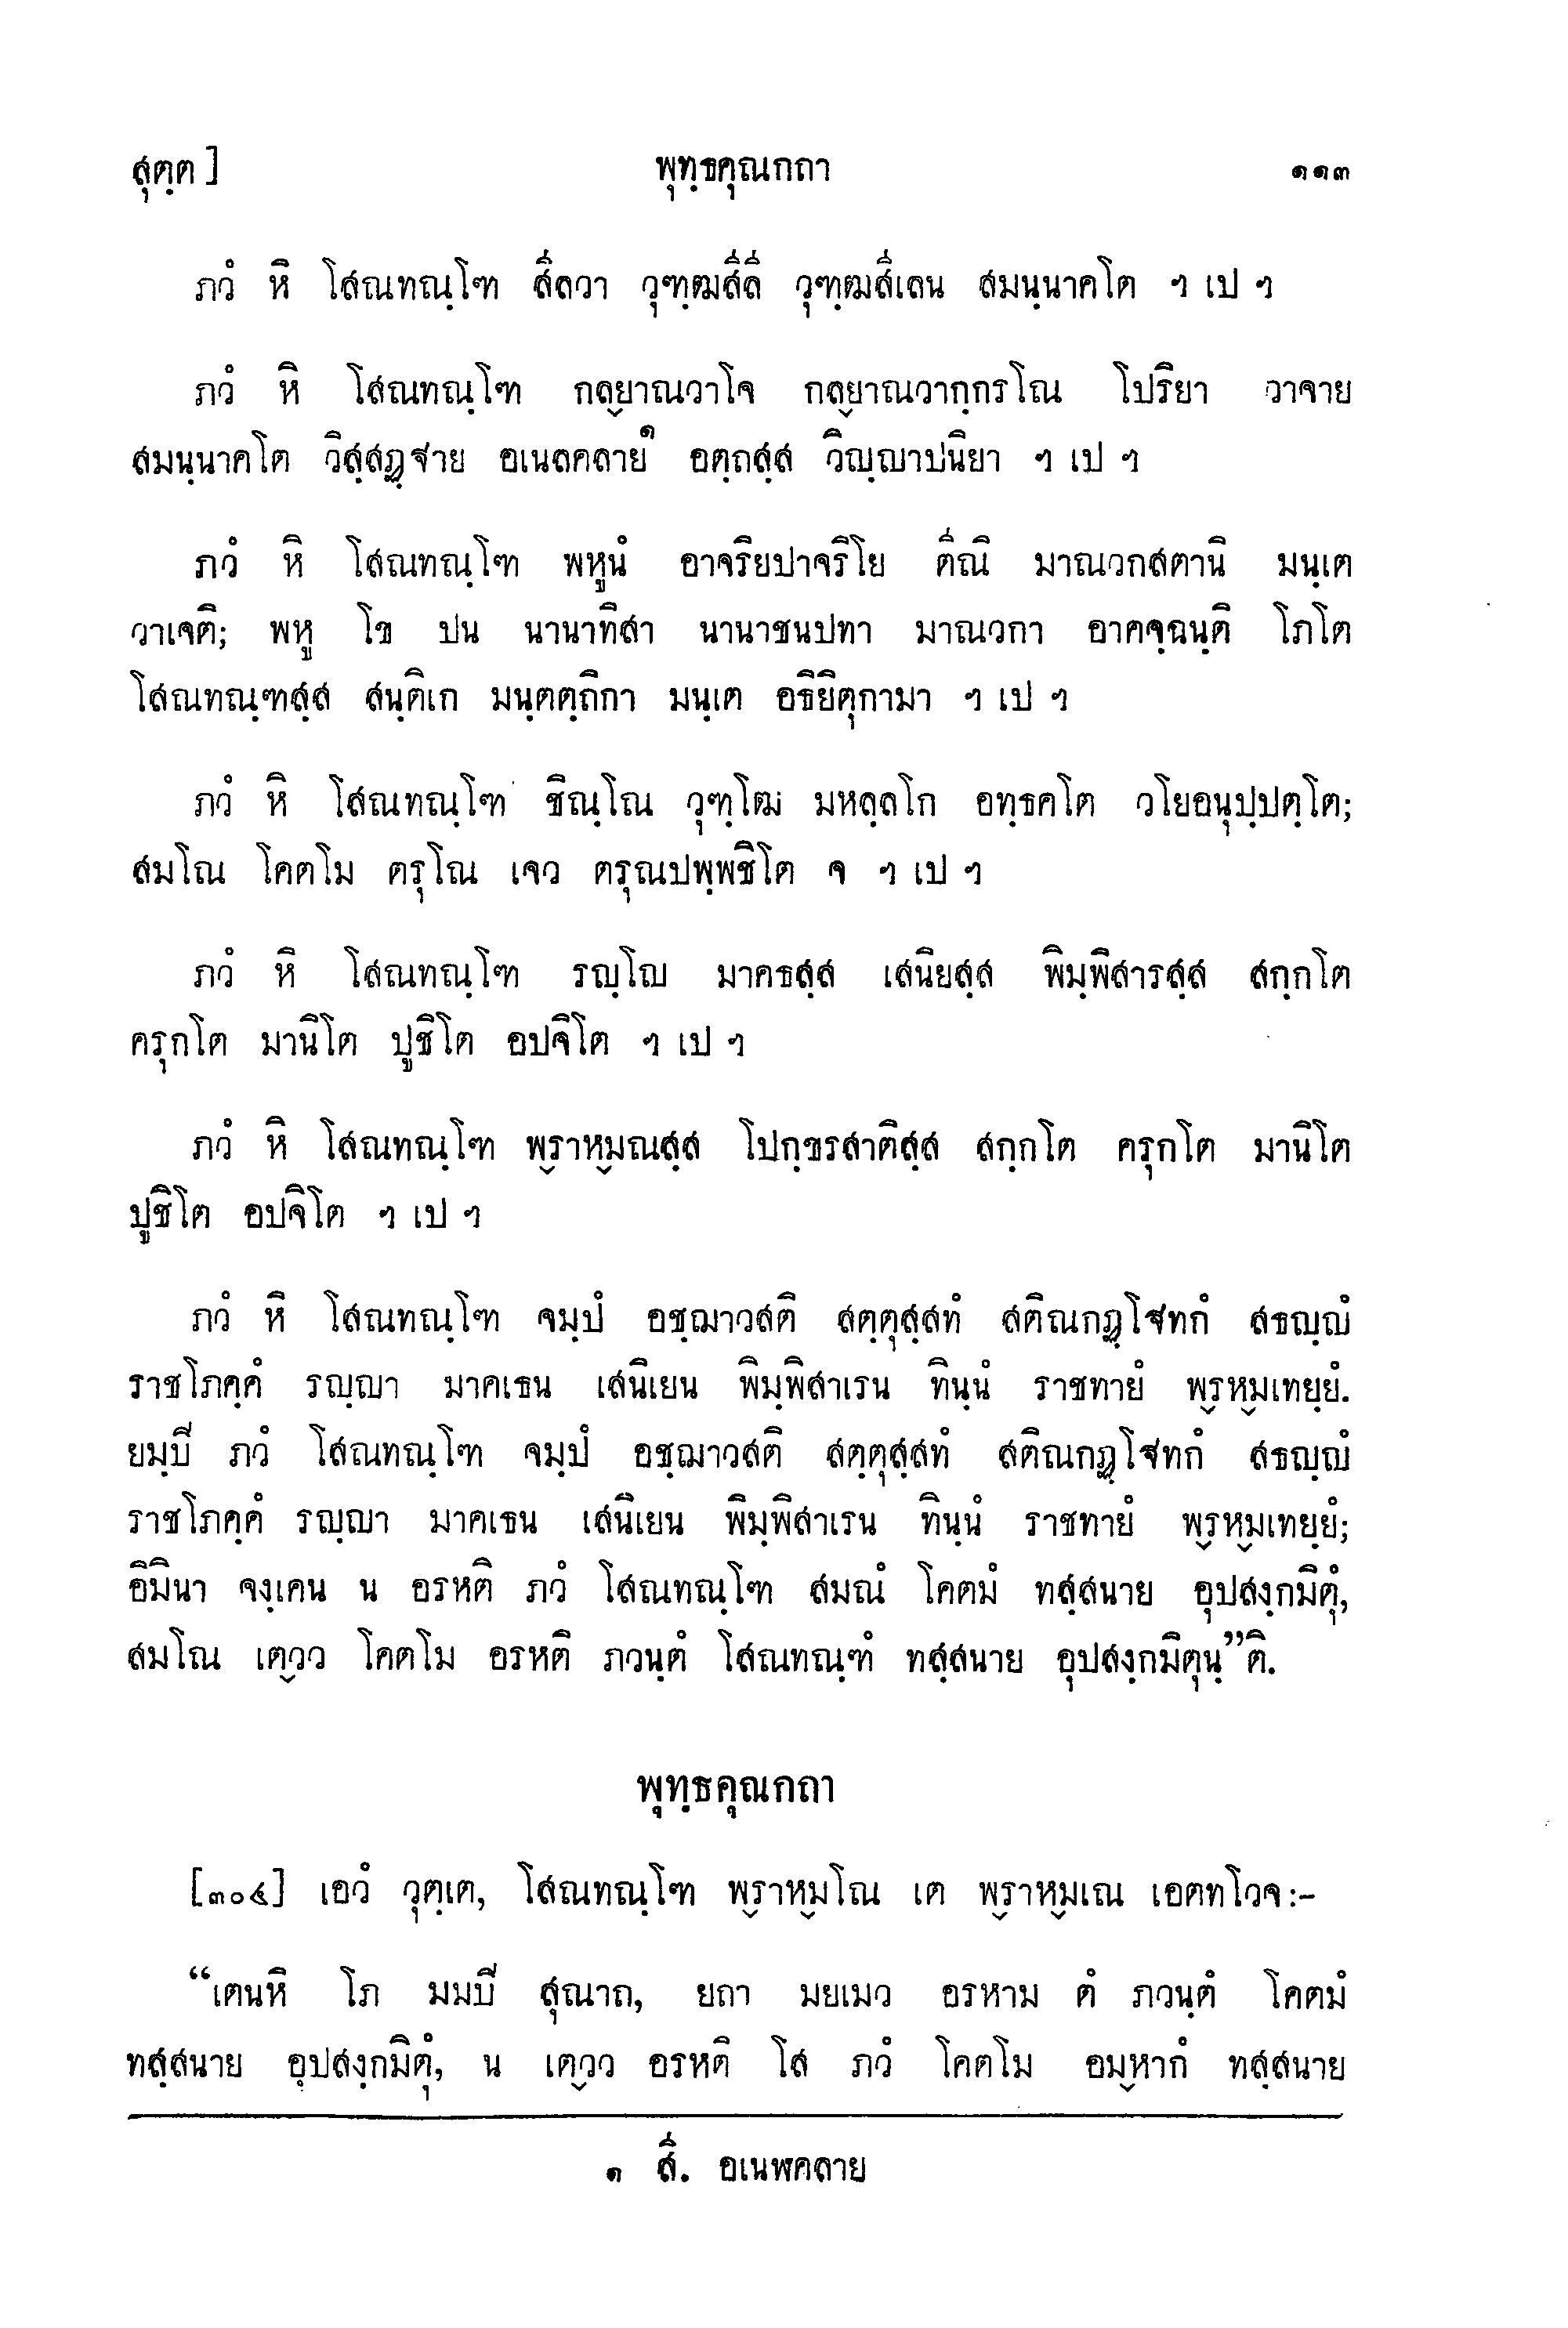 สุตฺต] พุทฺธคุณกถา ๑๑๓
ภวํ หิ โสณทณฺโฑ สีลวา วุฑฺฒสีลี วุฑฺฒสีเลน สมนฺนาคโต ฯ เป ฯ
ภวํ หิ โสณทณฺโฑ กลฺยาณวาโจ กลฺยาณวากฺกรโณ โปริยา วาจาย
สมนฺนาคโต วิสฺสฏฺฐาย อเนลคลาย๑ อตฺถสฺส วิญฺญาปนิยา ฯ เป ฯ
ภวํ หิ โสณทณฺโฑ พหูนํ อาจริยปาจริโย ตีณิ มาณวกสตานิ มนฺเต
วาเจติ; พหู โข ปน นานาทิสา นานาชนปทา มาณวกา อาคจฺฉนฺติ โภโต
โสณทณฺฑสฺส สนฺติเก มนฺตตฺถิกา มนฺเต อธิยิตุกามา ฯ เป ฯ
ภวํ หิ โสณทณฺโฑ ชิณฺโณ วุฑฺโฒ มหลฺลโก อทฺธคโต วโยอนุปฺปตฺโต;
สมโณ โคตโม ตรุโณ เจว ตรุณปพฺพชิโต จ ฯ เป ฯ
ภวํ หิ โสณทณฺโฑ รญฺโญ มาคธสฺส เสนิยสฺส พิมฺพิสารสฺส สกฺกโต
ครุกโต มานิโต ปูชิโต อปจิโต ฯ เป ฯ
ภวํ หิ โสณทณฺโฑ พฺราหฺมณสฺส โปกฺขรสาติสฺส สกฺกโต ครุกโต มานิโต
ปูชิโต อปจิโต ฯ เป ฯ
ภวํ หิ โสณทณฺโฑ จมฺปํ อชฺฌาวสติ สตฺตุสฺสทํ สติณกฏฺโฐทกํ สธญฺญํ
ราชโภคฺคํ รญฺญา มาคเธน เสนิเยน พิมฺพิสาเรน ทินฺนํ ราชทายํ พฺรหฺมเทยฺยํ.
ยมฺปี ภวํ โสณทณฺโฑ จมฺปํ อชฺฌาวสติ สตฺตุสฺสทํ สติณกฏฺโฐทกํ สธญฺญํ
ราชโภคฺคํ รญฺญา มาคเธน เสนิเยน พิมฺพิสาเรน ทินฺนํ ราชทายํ พฺรหฺมเทยฺยํ;
อิมินา จงฺเคน น อรหติ ภวํ โสณทณฺโฑ สมณํ โคตมํ ทสฺสนาย อุปสงฺกมิตุํ,
สมโณ เตฺวว โคตโม อรหติ ภวนฺตํ โสณทณฺฑํ ทสฺสนาย อุปสงฺกมิตุนฺ”ติ.
พุทฺธคุณกถา
[๓๐๔] เอวํ วุตฺเต, โสณทณฺโฑ พฺราหฺมโณ เต พฺราหฺมเณ เอตทโวจ:-
“เตนหิ โภ มมปี สุณาถ, ยถา มยเมว อรหาม ตํ ภวนฺตํ โคตมํ
ทสฺสนาย อุปสงฺกมิตุํ, น เตฺวว อรหติ โส ภวํ โคตโม อมฺหากํ ทสฺสนาย
๑ สี. อเนฬคลาย